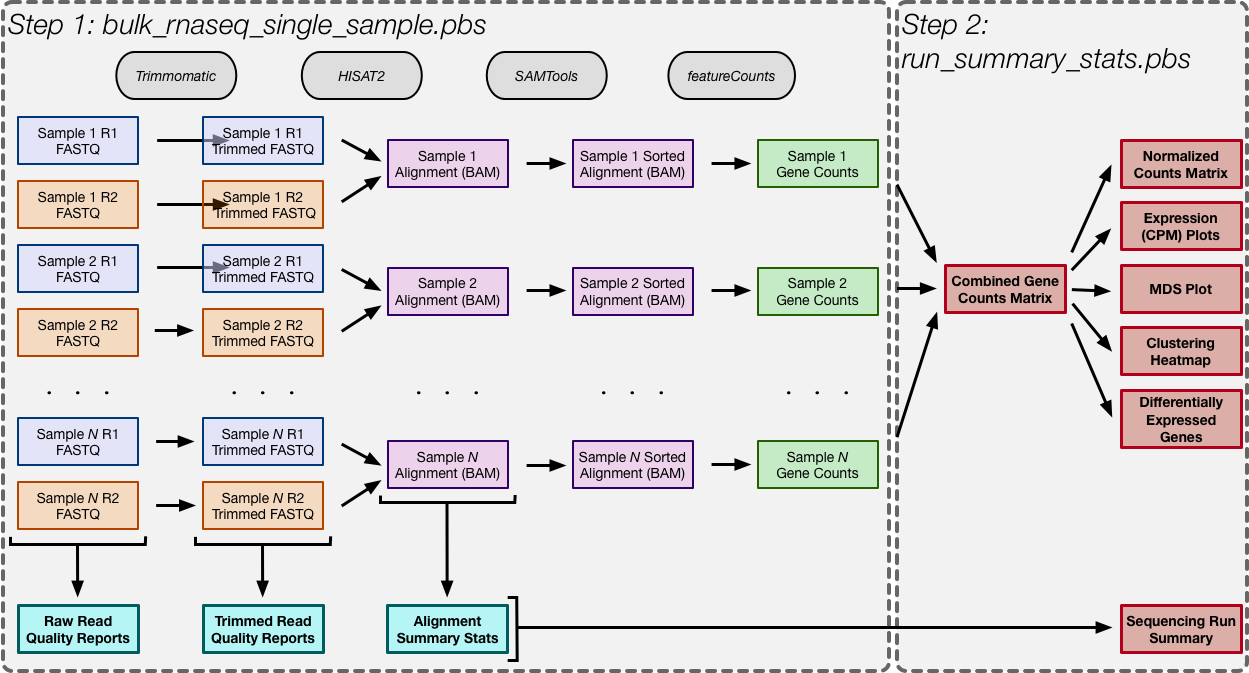 Step 1: bulk_rnaseq_single_sample.pbs
Step 2:
run_summary_stats.pbs
Trimmomatic
HISAT2
SAMTools
featureCounts
Sample 1 R1
FASTQ
Sample 1 R1
Trimmed FASTQ
Sample 1 R2
FASTQ
Sample 1 R2
Trimmed FASTQ
Sample 1
Alignment (BAM)
Sample 1 Sorted
Alignment (BAM)
Sample 1
Gene Counts
Sample 2 R1
FASTQ
Sample 2 R1
Trimmed FASTQ
Sample 2 R2
FASTQ
Sample 2 R2
Trimmed FASTQ
Sample 2
Alignment (BAM)
Sample 2 Sorted
Alignment (BAM)
Sample 2
Gene Counts
. . .
. . .
. . .
. . .
. . .
Sample N R1
FASTQ
Sample N R1
Trimmed FASTQ
Sample N R2
FASTQ
Sample N R2
Trimmed FASTQ
Sample N
Alignment (BAM)
Sample N Sorted
Alignment (BAM)
Sample N
Gene Counts
Raw Read
Quality Reports
Trimmed Read
Quality Reports
Alignment
Summary Stats
Combined Gene
Counts Matrix
Normalized
Counts Matrix
Expression
(CPM) Plots
MDS Plot
Clustering
Heatmap
Differentially
Expressed
Genes
Sequencing Run
Summary